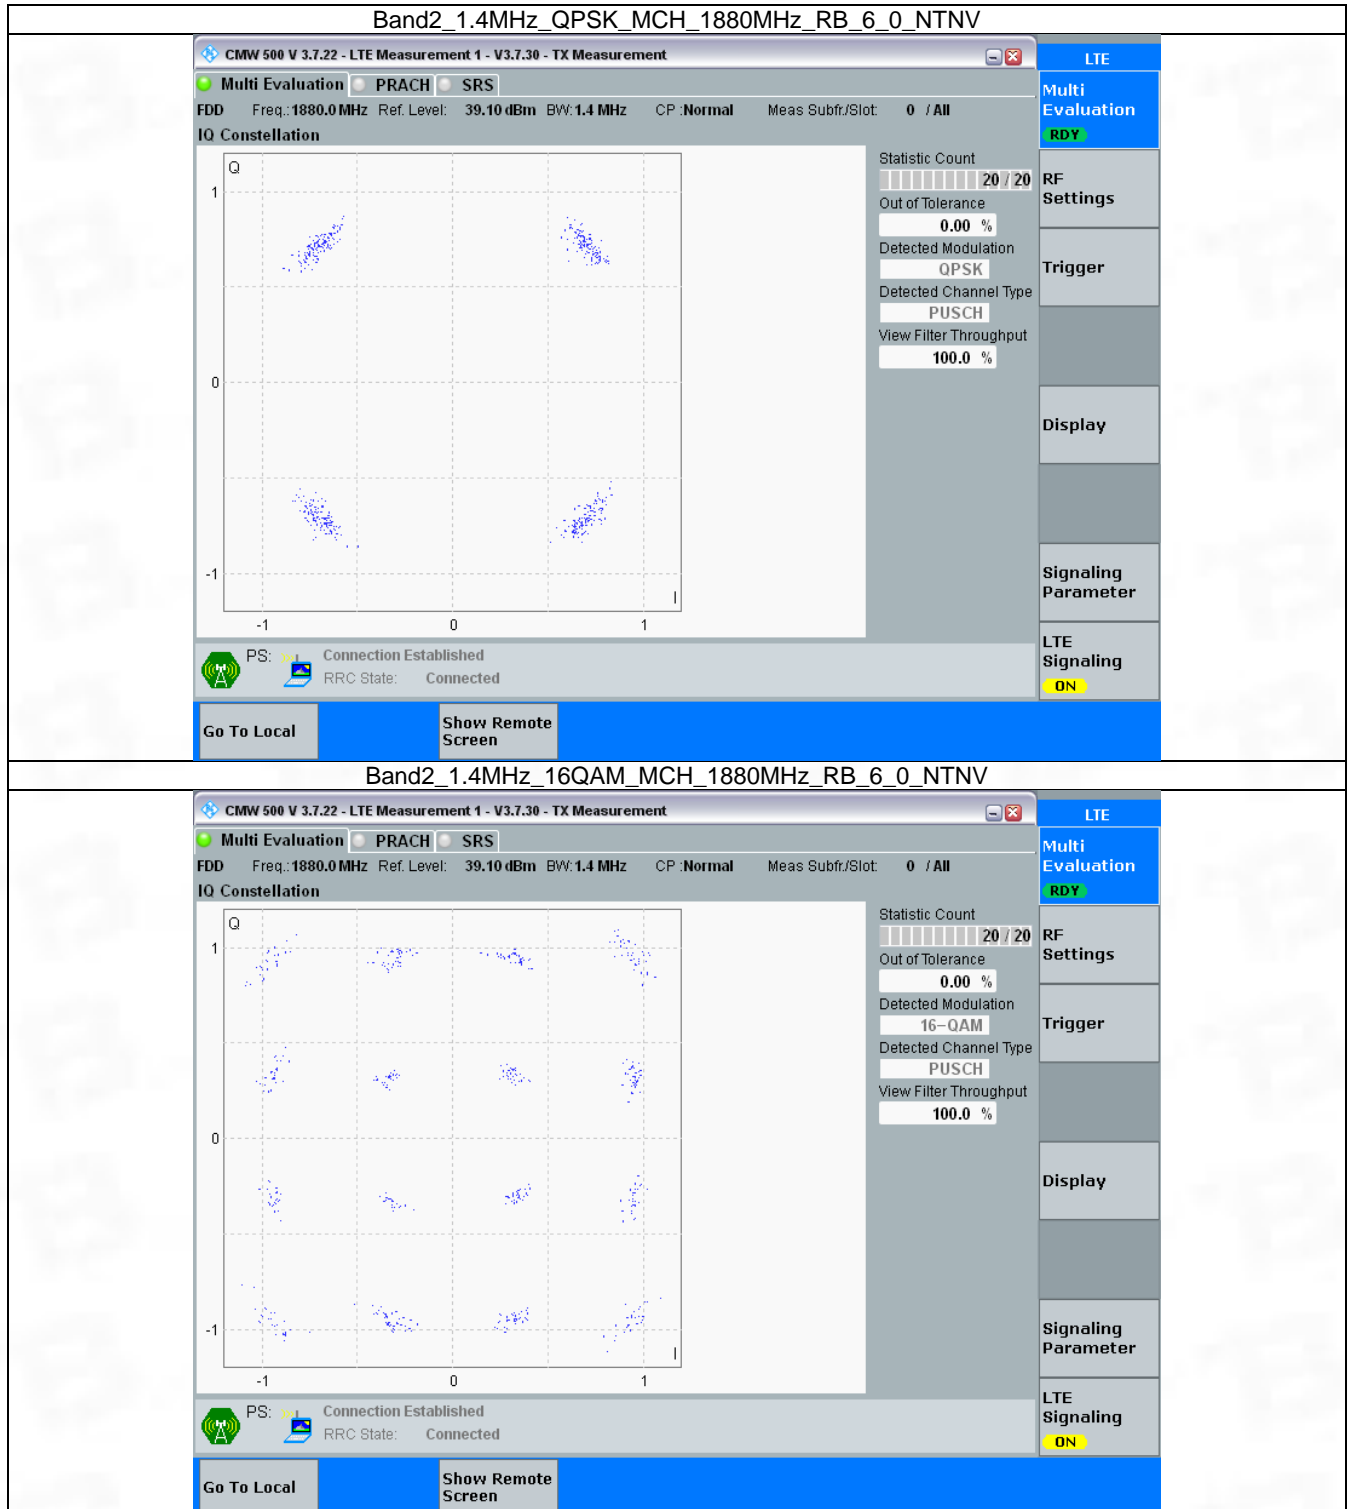 Band2_1.4MHz_QPSK_MCH_1880MHz_RB_6_0_NTNV
CMW 500 V 3.7.22 - LTE Measurement 1 - V3.7.30 - TX Measurement
LTE
Multi Evaluation PRACH SRS
Multi
Evaluation
RDY
FDD Freq.: 1880.0 MHz Ref. Level: 39.10 dBm BW: 1.4 MHz CP : Normal Meas Subfr./Slot: 0 / All
IQ Constellation
Q
1
0
-1
I
-1 0 1
Statistic Count
20 / 20
Out of Tolerance
0.00 %
Detected Modulation
QPSK
Detected Channel Type
PUSCH
View Filter Throughput
100.0 %
RF
Settings
Trigger
Display
Signaling
Parameter
LTE
Signaling
ON
PS: Connection Established
RRC State: Connected
Go To Local
Show Remote
Screen
Band2_1.4MHz_16QAM_MCH_1880MHz_RB_6_0_NTNV
CMW 500 V 3.7.22 - LTE Measurement 1 - V3.7.30 - TX Measurement
LTE
Multi Evaluation PRACH SRS
Multi
Evaluation
RDY
FDD Freq.: 1880.0 MHz Ref. Level: 39.10 dBm BW: 1.4 MHz CP : Normal Meas Subfr./Slot: 0 / All
IQ Constellation
Q
1
0
-1
I
-1 0 1
Statistic Count
20 / 20
Out of Tolerance
0.00 %
Detected Modulation
16-QAM
Detected Channel Type
PUSCH
View Filter Throughput
100.0 %
RF
Settings
Trigger
Display
Signaling
Parameter
LTE
Signaling
ON
PS: Connection Established
RRC State: Connected
Go To Local
Show Remote
Screen